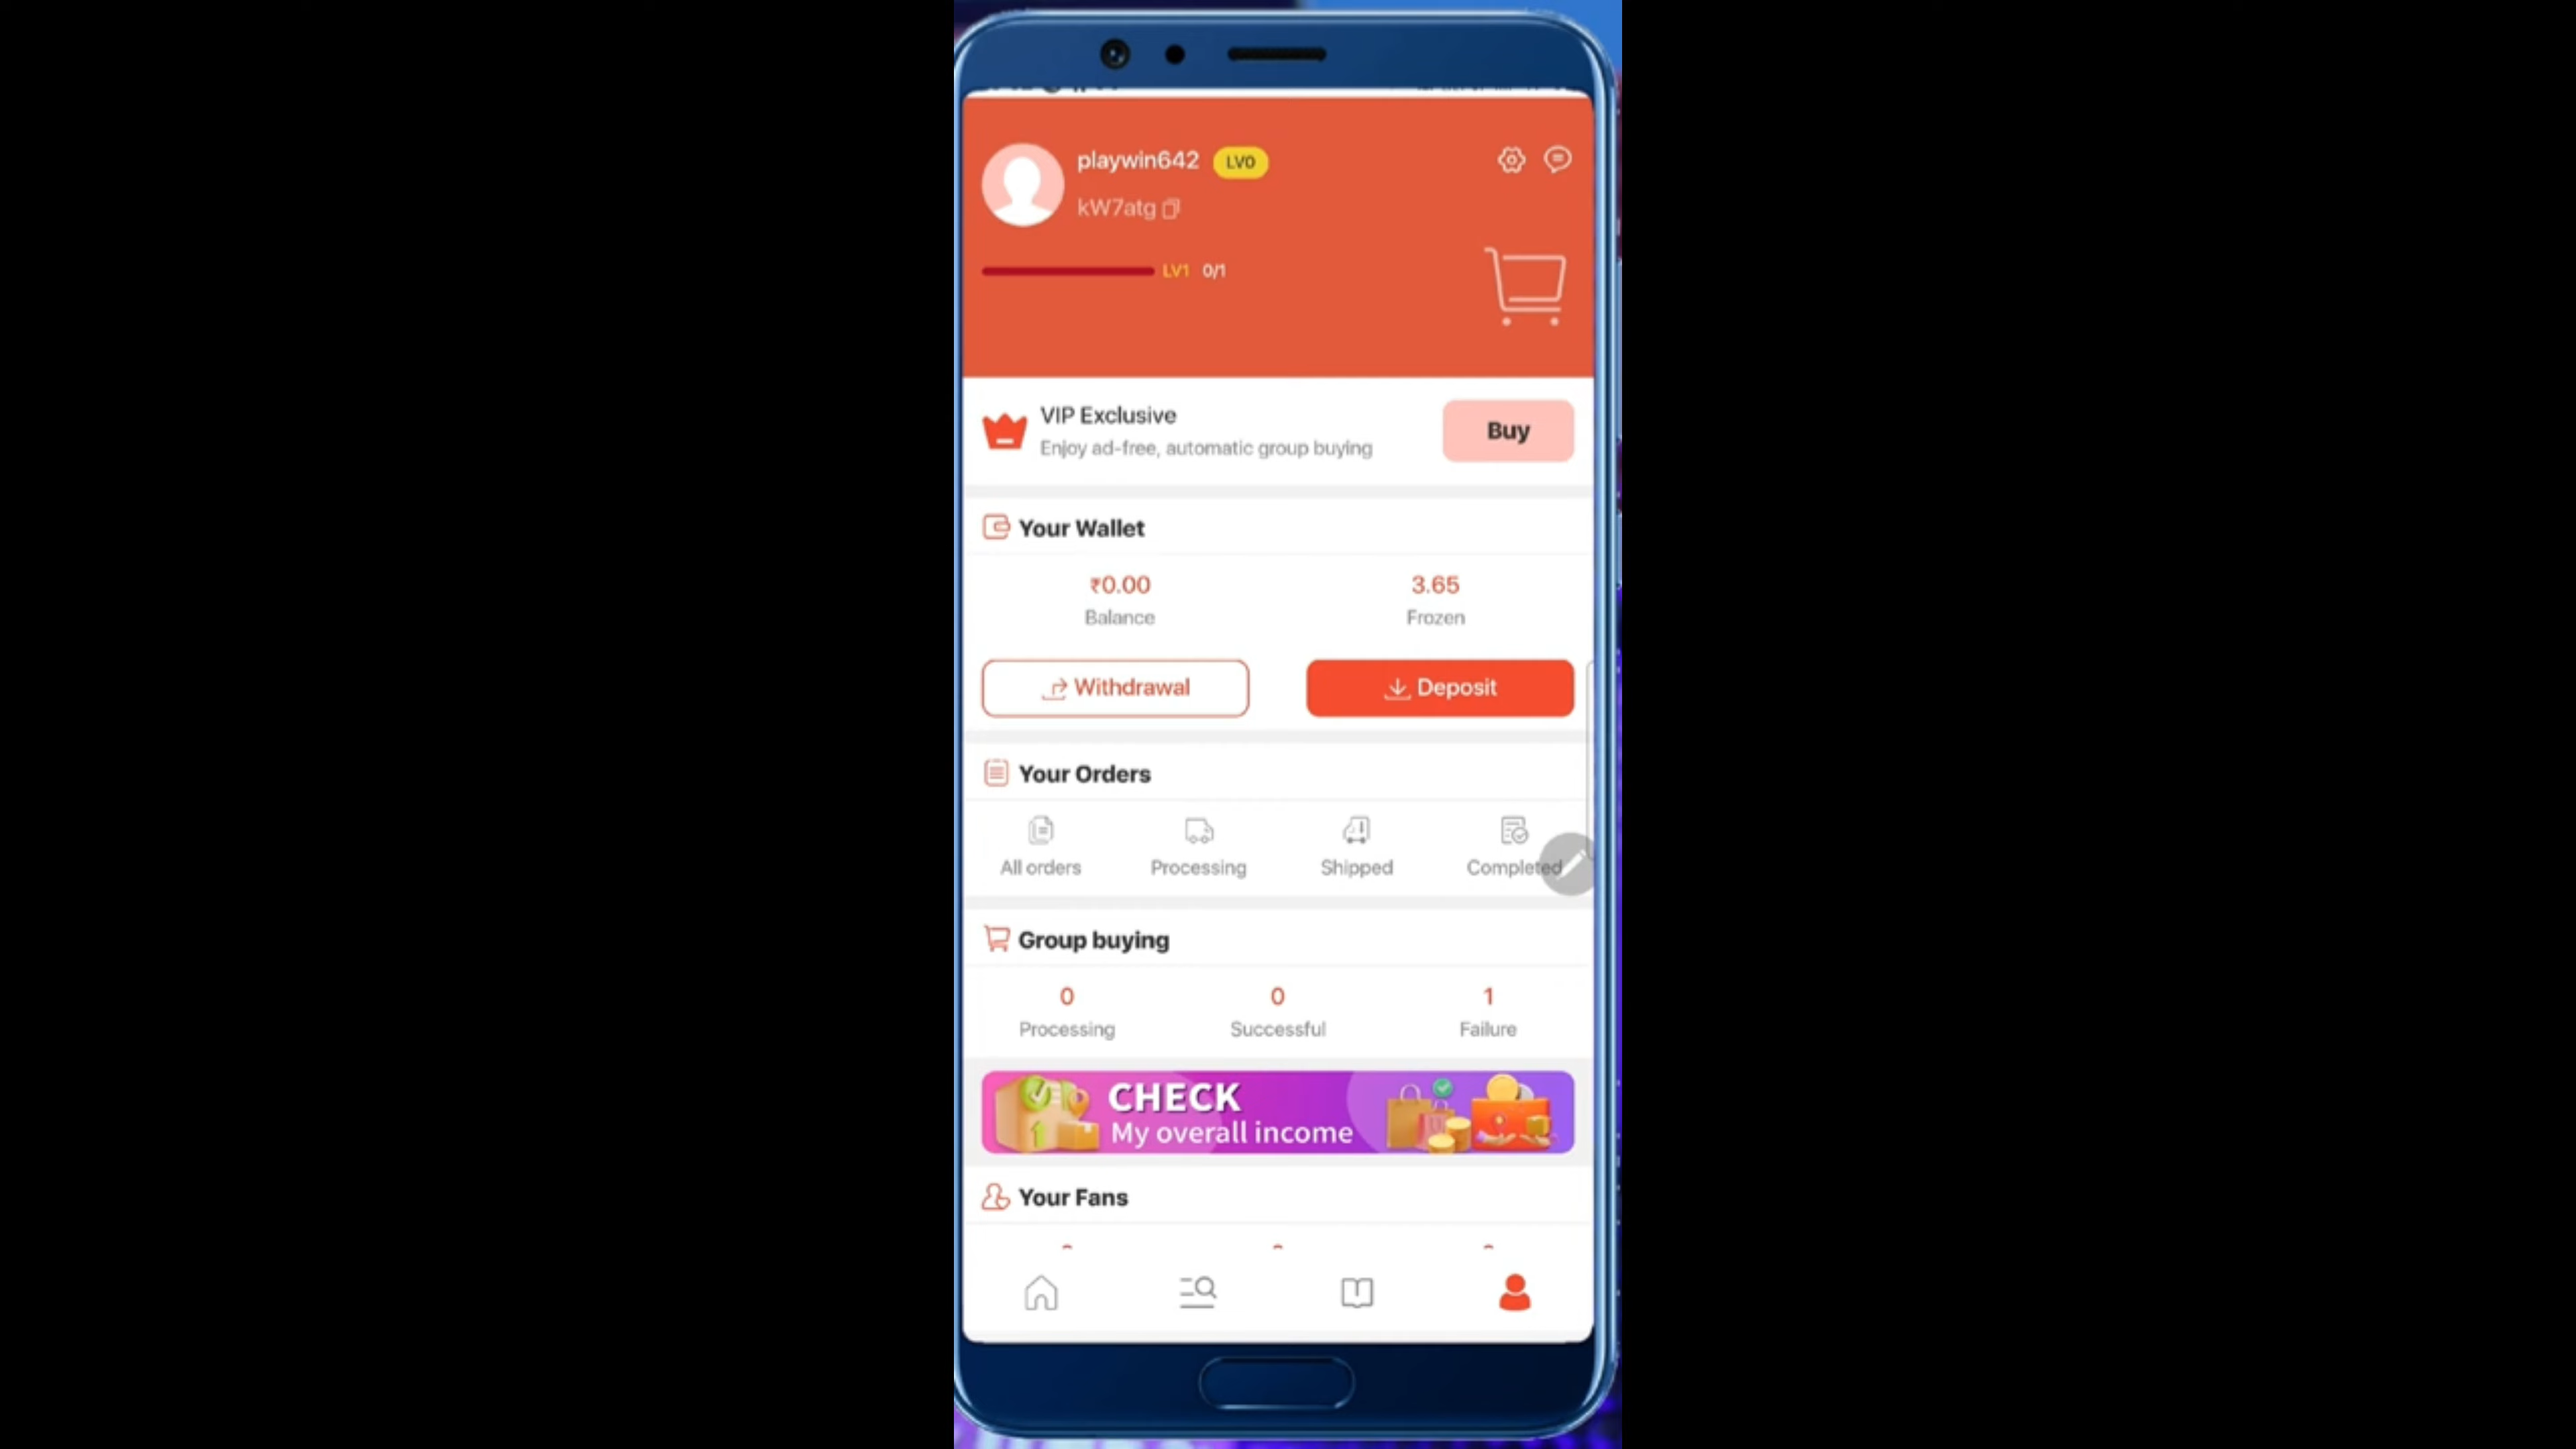 playwin642 LV0
kW7atg
LV1 0/1
VIP Exclusive
Enjoy ad-free, automatic group buying
Buy
Your Wallet
₹0.00 3.65
Balance Frozen
Withdrawal Deposit
Your Orders
All orders Processing Shipped Completed
Group buying
0 0 1
Processing Successful Failure
CHECK
My overall income
Your Fans